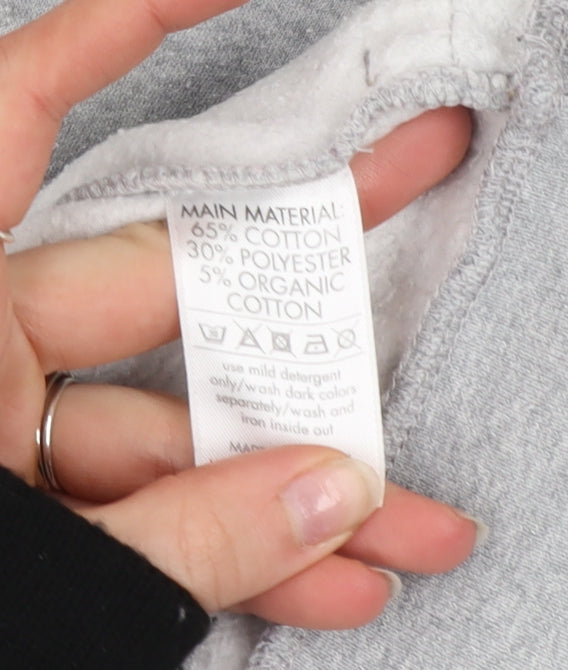 MAIN MATERIAL:
65% COTTON
30% POLYESTER
5% ORGANIC
COTTON
use mild detergent
only/wash dark colors
separately/wash and
iron inside out